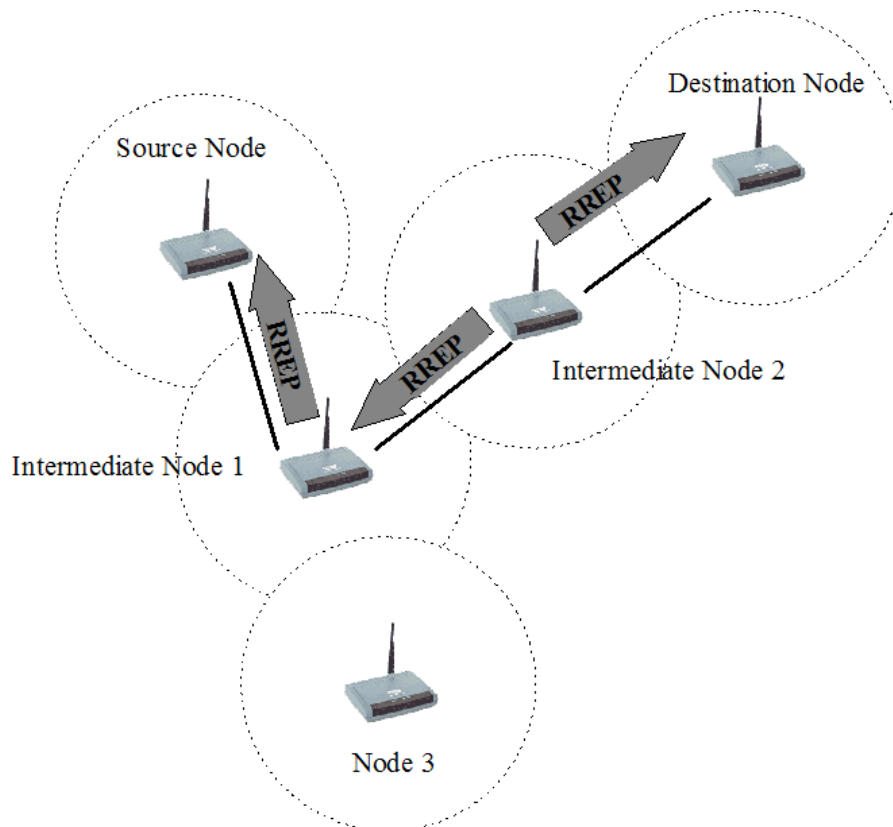 Destination Node
Source Node
RREP
RREP
RREP
Intermediate Node 2
Intermediate Node 1
Node 3